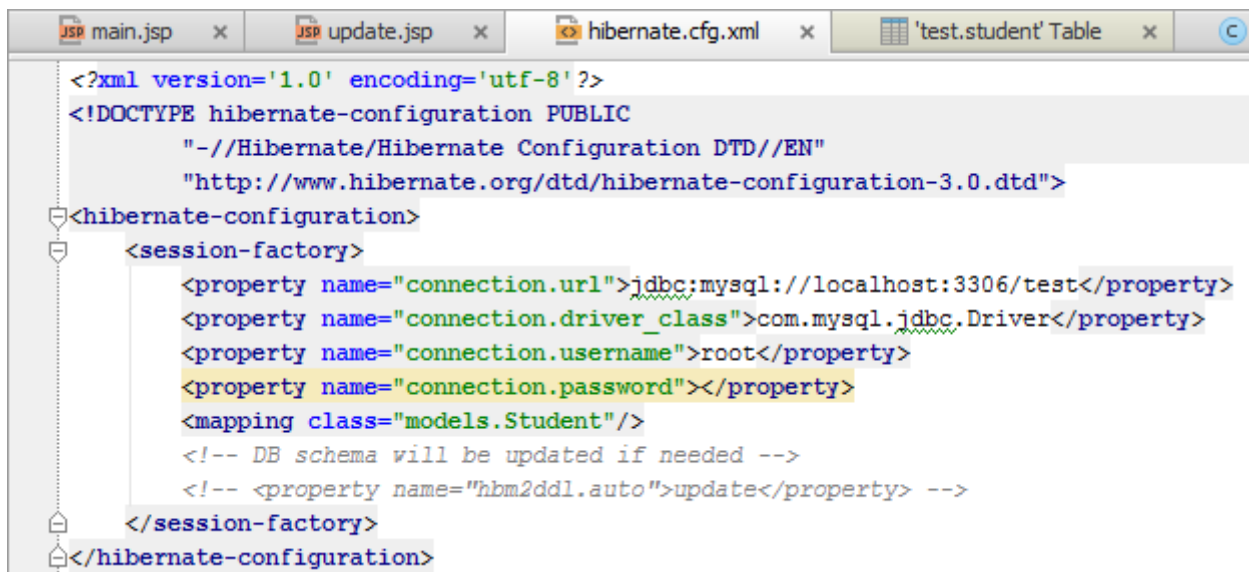 JSP main.jsp × JSP update.jsp × hibernate.cfg.xml × 'test.student' Table × C
<?xml version='1.0' encoding='utf-8'?>
<!DOCTYPE hibernate-configuration PUBLIC
"-//Hibernate/Hibernate Configuration DTD//EN"
"http://www.hibernate.org/dtd/hibernate-configuration-3.0.dtd">
<hibernate-configuration>
<session-factory>
<property name="connection.url">jdbc:mysql://localhost:3306/test</property>
<property name="connection.driver_class">com.mysql.jdbc.Driver</property>
<property name="connection.username">root</property>
<property name="connection.password"></property>
<mapping class="models.Student"/>
<!-- DB schema will be updated if needed -->
<!-- <property name="hbm2ddl.auto">update</property> -->
</session-factory>
</hibernate-configuration>